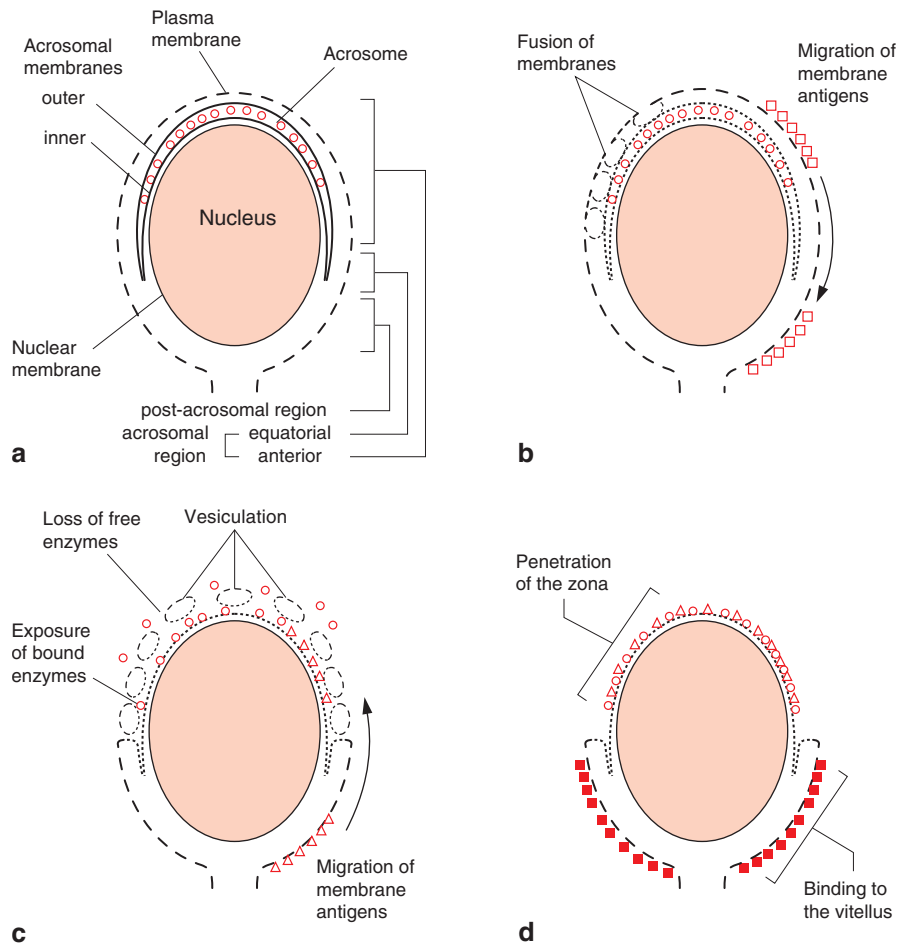 Plasma
membrane
Acrosomal
membranes
Acrosome
outer
inner
Nucleus
Nuclear
membrane
post-acrosomal region
acrosomal equatorial
region anterior
a
Fusion of
membranes
Migration of
membrane
antigens
b
Loss of free
enzymes
Vesiculation
Exposure
of bound
enzymes
Migration of
membrane
antigens
c
Penetration
of the zona
Binding to
the vitellus
d